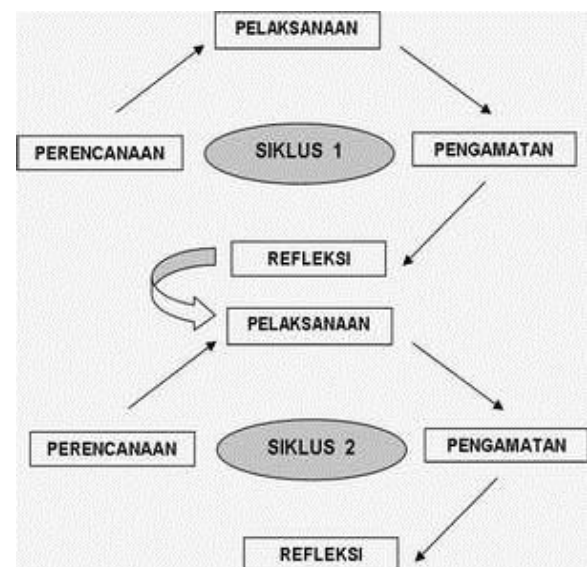 PELAKSANAAN
PERENCANAAN
SIKLUS 1
PENGAMATAN
REFLEKSI
PELAKSANAAN
PERENCANAAN
SIKLUS 2
PENGAMATAN
REFLEKSI